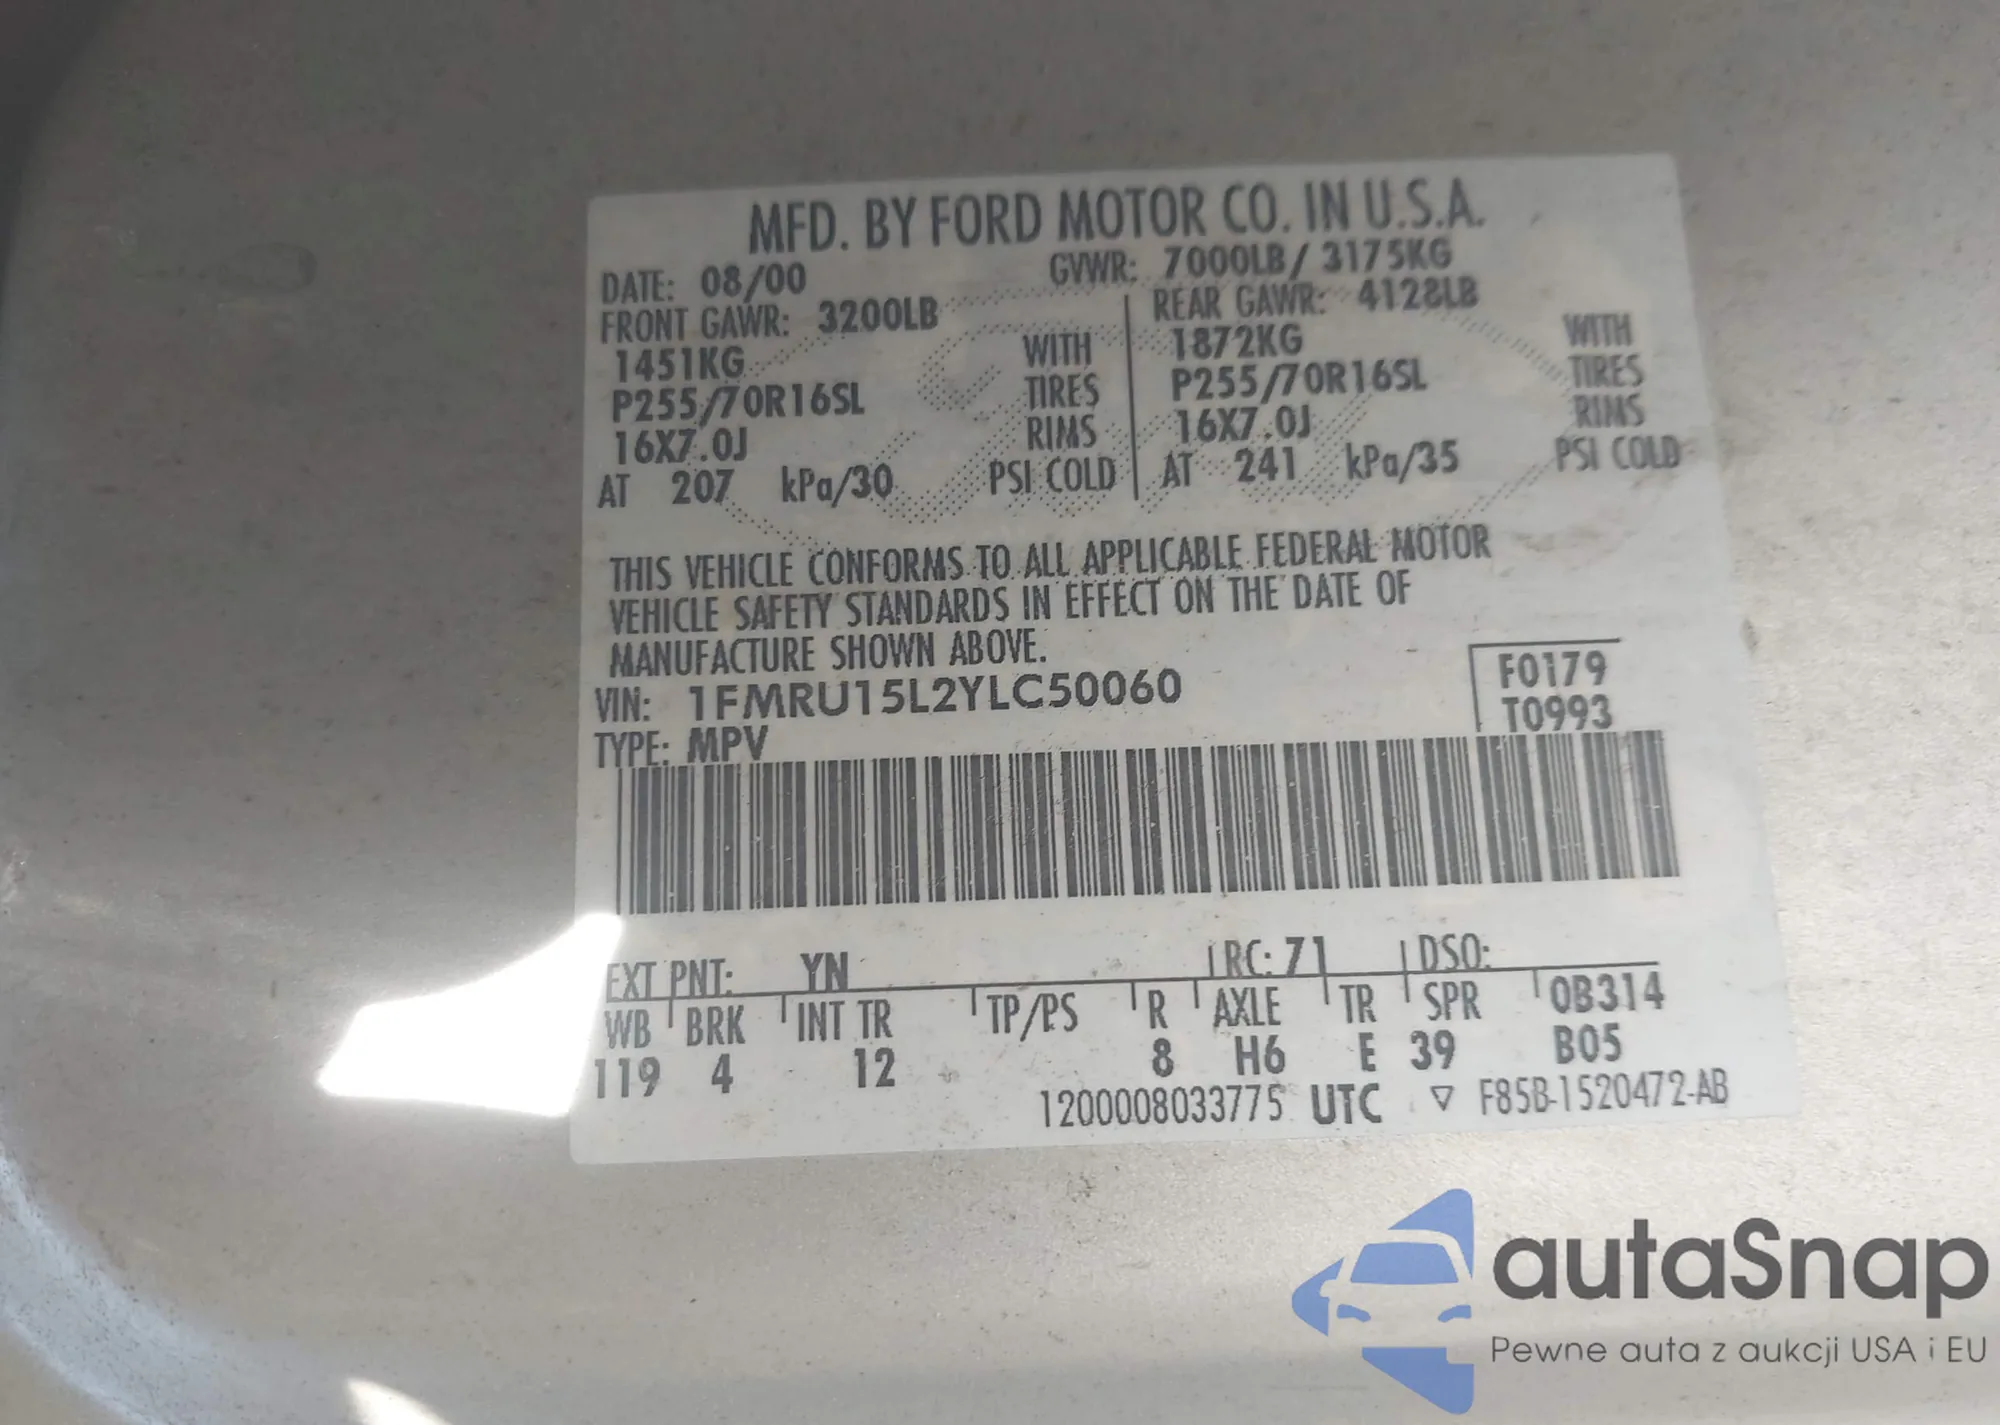 MFD. BY FORD MOTOR CO. IN U.S.A.
DATE: 08/00 GVWR: 7000LB/ 3175KG
FRONT GAWR: 3200LB REAR GAWR: 4128LB
1451KG WITH 1872KG WITH
P255/70R16SL TIRES P255/70R16SL TIRES
16X7.0J RIMS 16X7.0J RIMS
AT 207 kPa/30 PSI COLD AT 241 kPa/35 PSI COLD
THIS VEHICLE CONFORMS TO ALL APPLICABLE FEDERAL MOTOR
VEHICLE SAFETY STANDARDS IN EFFECT ON THE DATE OF
MANUFACTURE SHOWN ABOVE.
VIN: 1FMRU15L2YLC50060
TYPE: MPV
F0179
T0993
EXT PNT: YN RC: 71 DSO:
WB BRK INT TR TP/PS R AXLE TR SPR 0B314
119 4 12 8 H6 E 39 B05
1200008033775 UTC ▽ F85B-1520472-AB
autoSnap
Pewne auta z aukcji USA i EU